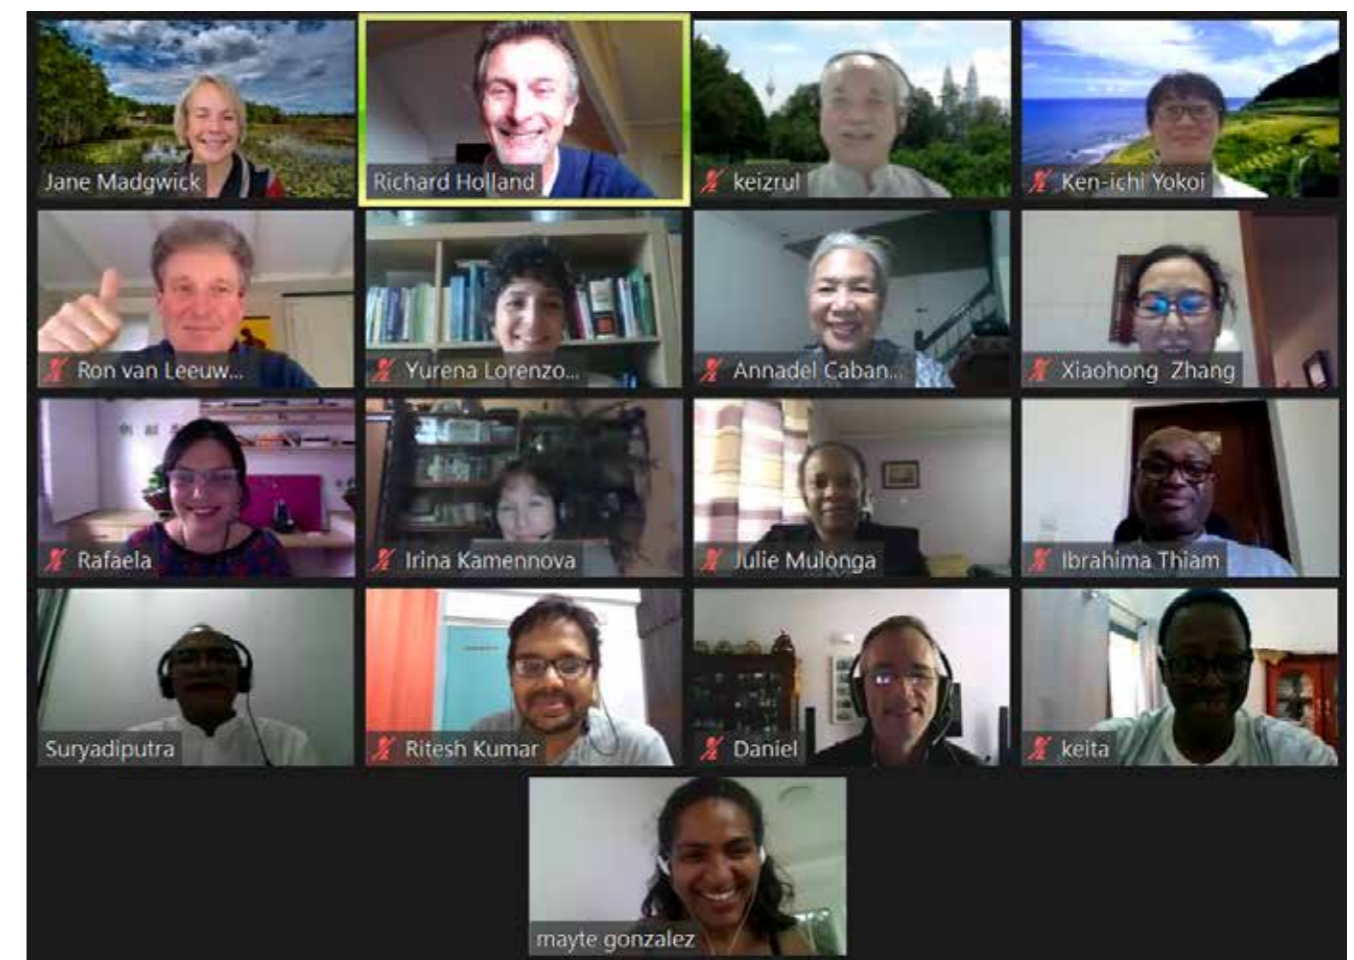 Jane Madgwick
Richard Holland
keizrul
Ken-ichi Yokoi
Ron van Leeuw...
Yurena Lorenzo...
Annadel Caban...
Xiaohong Zhang
Rafaela
Irina Kamennova
Julie Mulonga
Ibrahima Thiam
Suryadiputra
Ritesh Kumar
Daniel
keita
mayte gonzalez